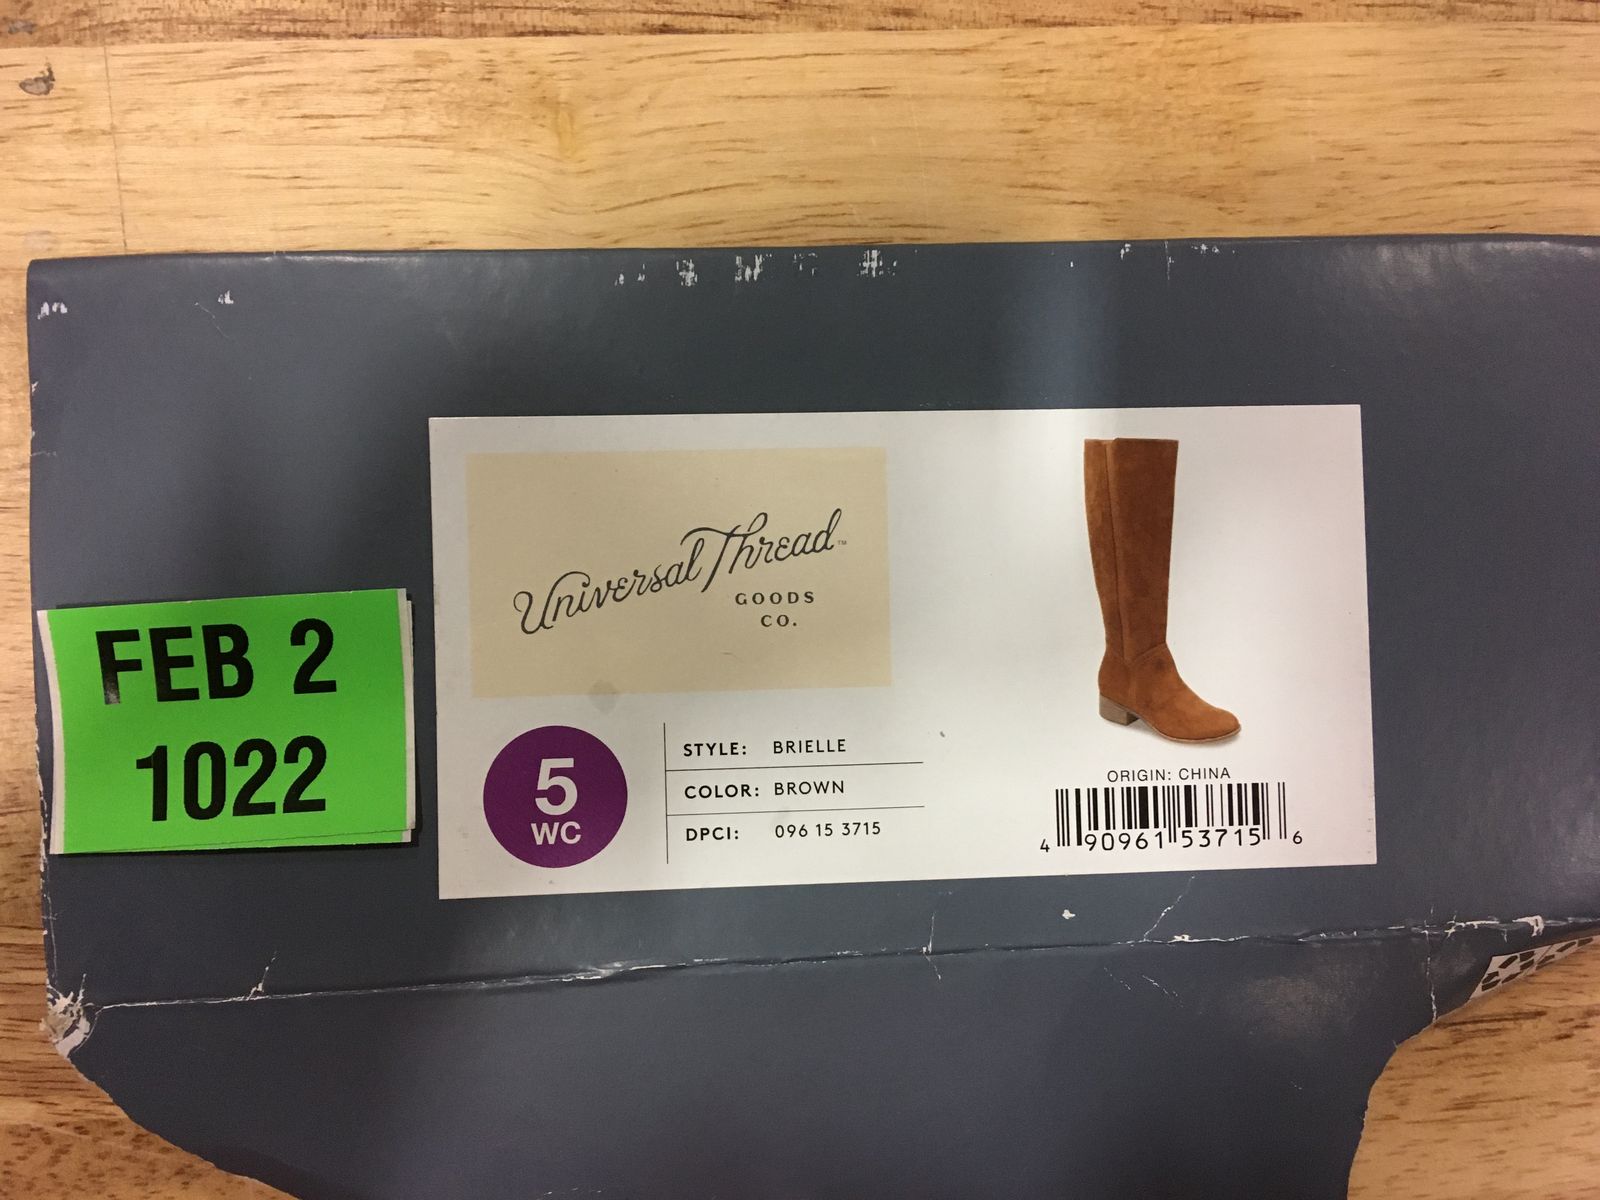 FEB 2
1022
Universal Thread™
GOODS
CO.
5
WC
STYLE: BRIELLE
COLOR: BROWN
DPCI: 096 15 3715
ORIGIN: CHINA
4 90961 53715 6